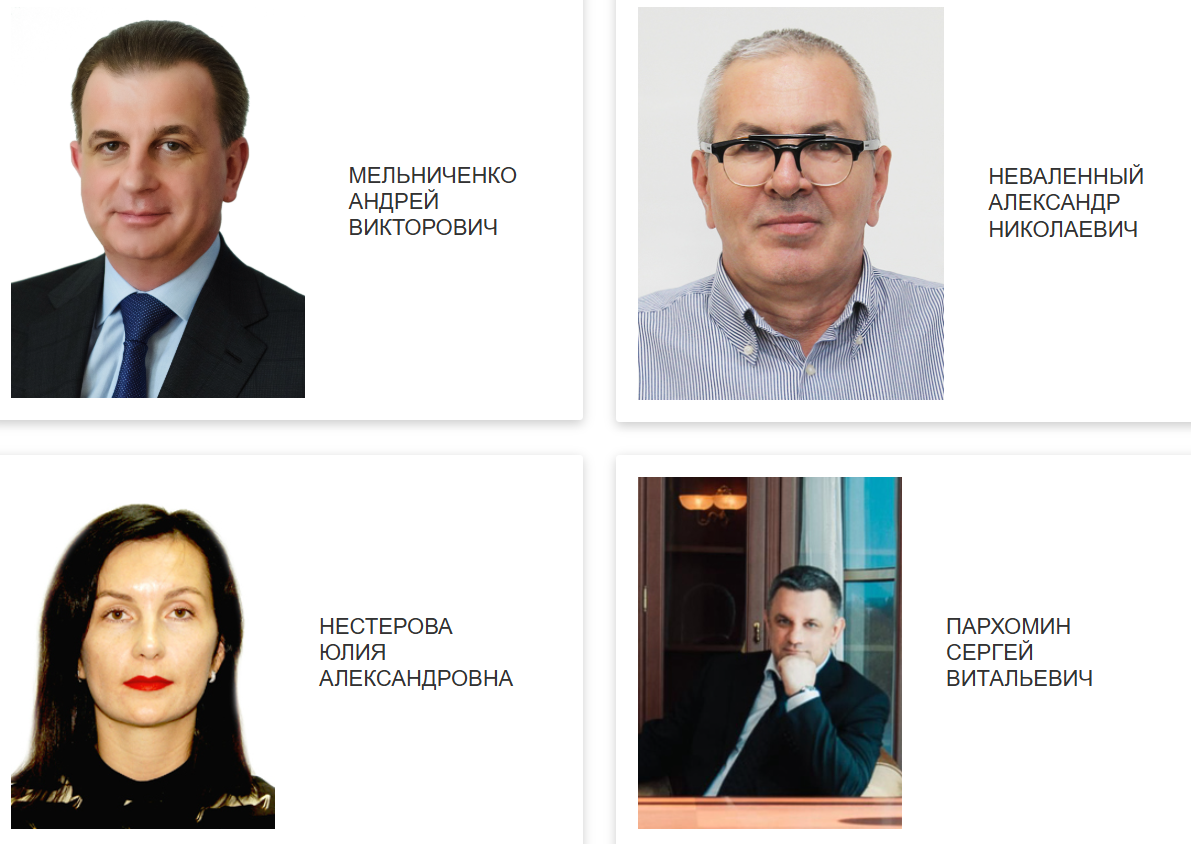 МЕЛЬНИЧЕНКО
АНДРЕЙ
ВИКТОРОВИЧ
НЕВАЛЕННЫЙ
АЛЕКСАНДР
НИКОЛАЕВИЧ
НЕСТЕРОВА
ЮЛИЯ
АЛЕКСАНДРОВНА
ПАРХОМИН
СЕРГЕЙ
ВИТАЛЬЕВИЧ